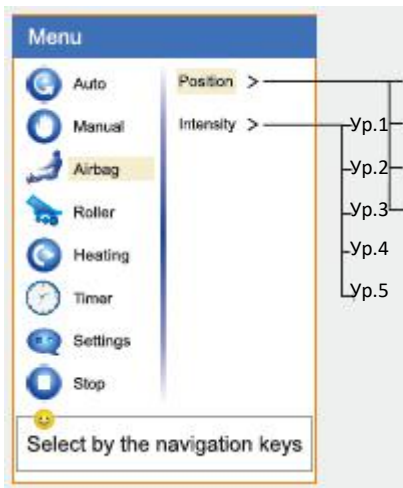 Menu
Auto
Manual
Airbag
Roller
Heating
Timer
Settings
Stop
Position >
Intensity >
Ур.1
Ур.2
Ур.3
Ур.4
Ур.5
Select by the navigation keys